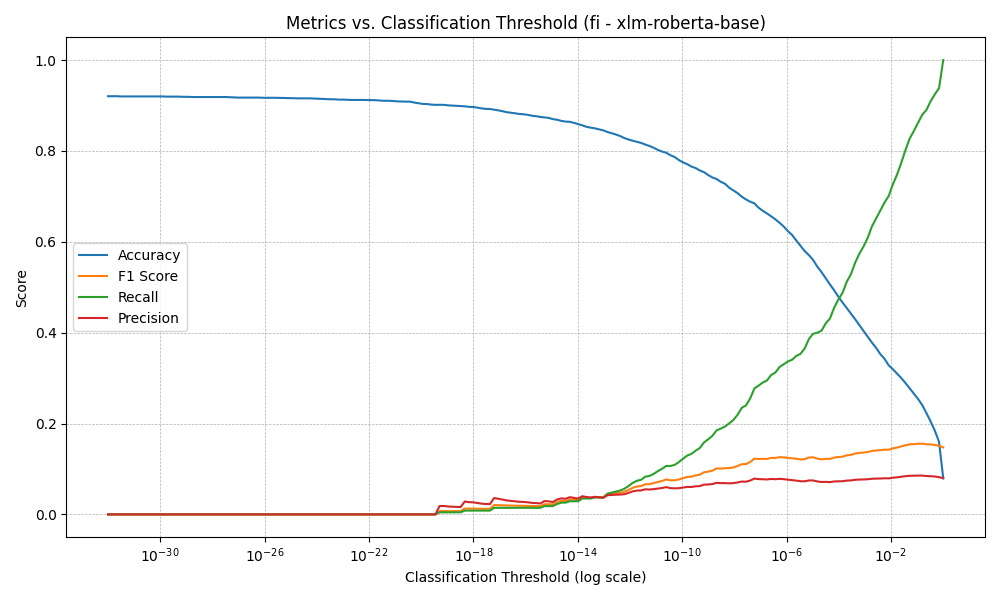 Metrics vs. Classification Threshold (fi - xlm-roberta-base)
Score
1.0
0.8
0.6
0.4
0.2
0.0
Accuracy
F1 Score
Recall
Precision
10⁻³⁰ 10⁻²⁶ 10⁻²² 10⁻¹⁸ 10⁻¹⁴ 10⁻¹⁰ 10⁻⁶ 10⁻²
Classification Threshold (log scale)